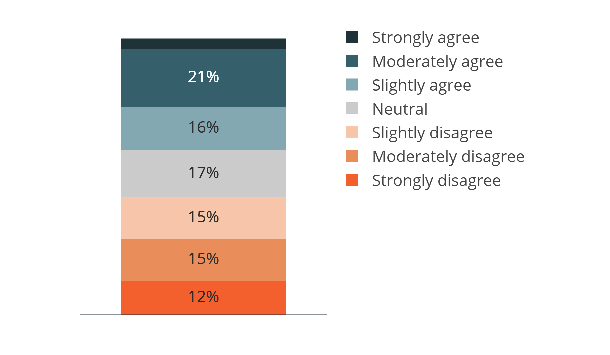 Strongly agree
Moderately agree
Slightly agree
Neutral
Slightly disagree
Moderately disagree
Strongly disagree
21%
16%
17%
15%
15%
12%